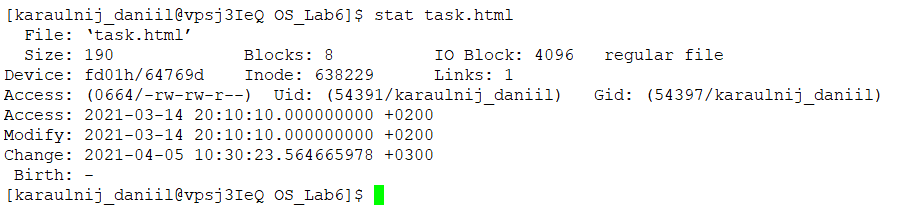 [karaulnij_daniil@vpsj3IeQ OS_Lab6]$ stat task.html
  File: ‘task.html’
  Size: 190             Blocks: 8          IO Block: 4096   regular file
Device: fd01h/64769d    Inode: 638229      Links: 1
Access: (0664/-rw-rw-r--)  Uid: (54391/karaulnij_daniil)   Gid: (54397/karaulnij_daniil)
Access: 2021-03-14 20:10:10.000000000 +0200
Modify: 2021-03-14 20:10:10.000000000 +0200
Change: 2021-04-05 10:30:23.564665978 +0300
 Birth: -
[karaulnij_daniil@vpsj3IeQ OS_Lab6]$